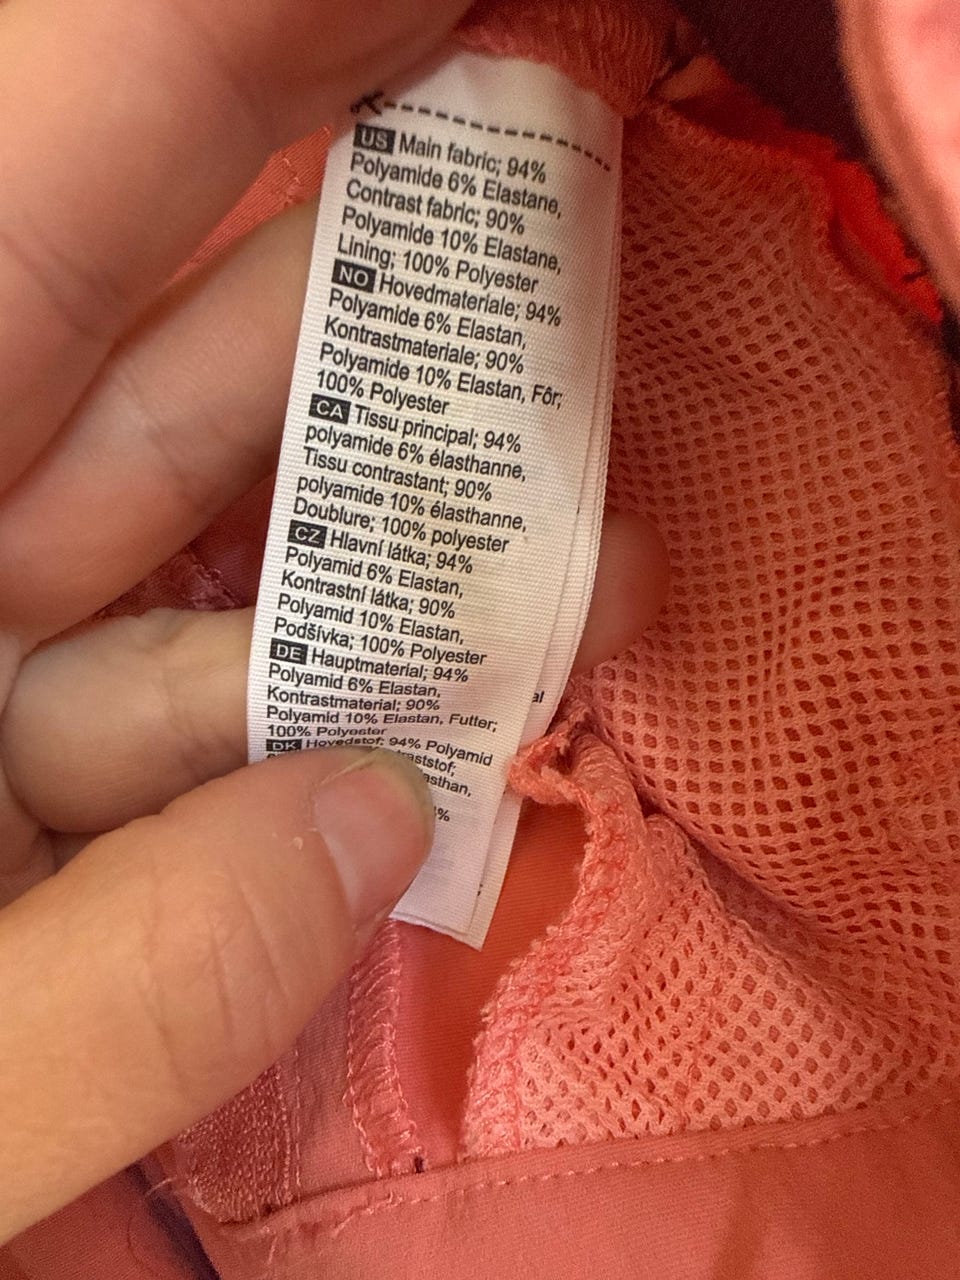 US Main fabric; 94%
Polyamide 6% Elastane,
Contrast fabric; 90%
Polyamide 10% Elastane,
Lining; 100% Polyester
NO Hovedmateriale; 94%
Polyamide 6% Elastan,
Kontrastmateriale; 90%
Polyamide 10% Elastan, Fôr;
100% Polyester
CA Tissu principal; 94%
polyamide 6% élasthanne,
Tissu contrastant; 90%
polyamide 10% élasthanne,
Doublure; 100% polyester
CZ Hlavní látka; 94%
Polyamid 6% Elastan,
Kontrastní látka; 90%
Polyamid 10% Elastan,
Podšívka; 100% Polyester
DE Hauptmaterial; 94%
Polyamid 6% Elastan,
Kontrastmaterial; 90%
Polyamid 10% Elastan, Futter;
100% Polyester
DK Hovedstof; 94% Polyamid